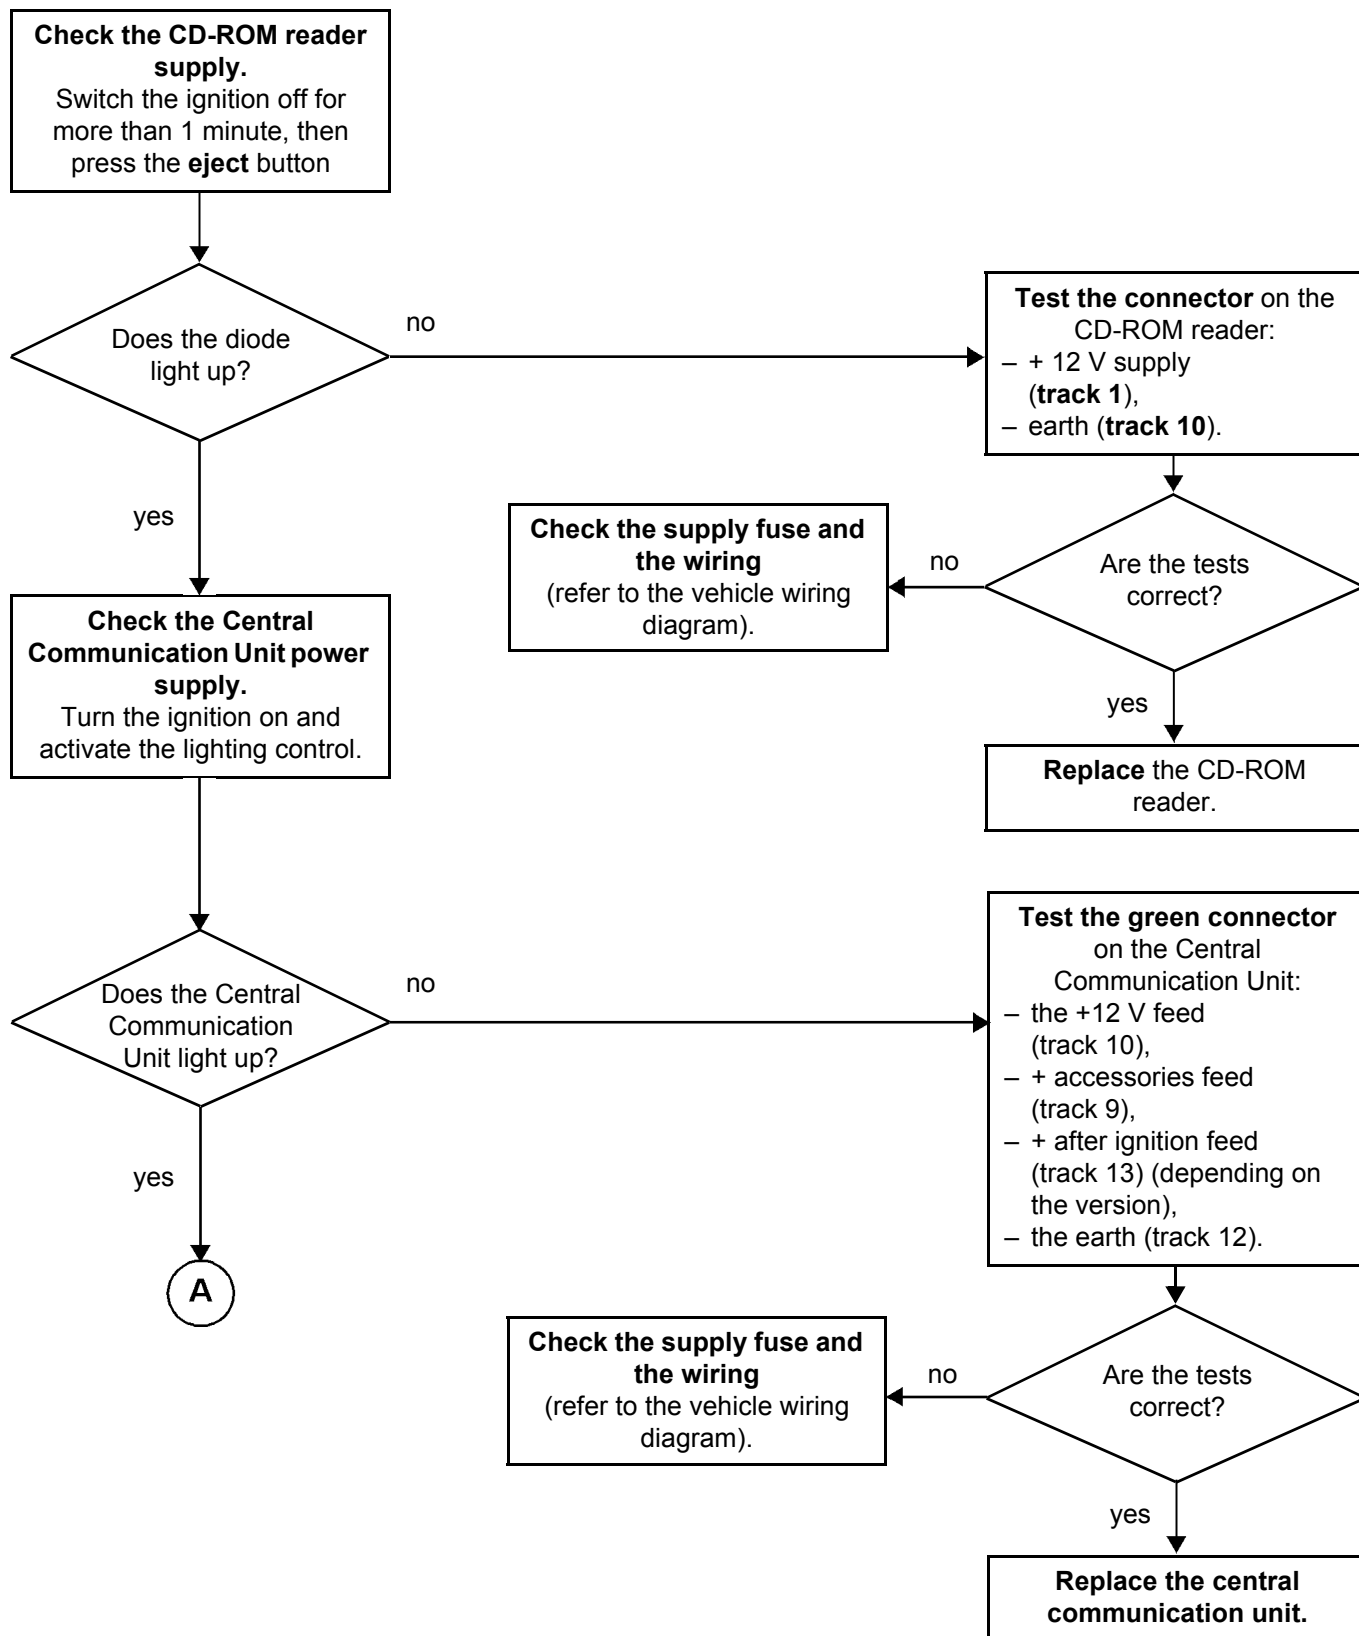 Check the CD-ROM reader
supply.
Switch the ignition off for
more than 1 minute, then
press the eject button
Does the diode
light up?
no
Test the connector on the
CD-ROM reader:
– + 12 V supply
(track 1),
– earth (track 10).
yes
Check the supply fuse and
the wiring
(refer to the vehicle wiring
diagram).
no
Are the tests
correct?
yes
Replace the CD-ROM
reader.
Check the Central
Communication Unit power
supply.
Turn the ignition on and
activate the lighting control.
Does the Central
Communication
Unit light up?
no
Test the green connector
on the Central
Communication Unit:
– the +12 V feed
(track 10),
– + accessories feed
(track 9),
– + after ignition feed
(track 13) (depending on
the version),
– the earth (track 12).
yes
A
Check the supply fuse and
the wiring
(refer to the vehicle wiring
diagram).
no
Are the tests
correct?
yes
Replace the central
communication unit.